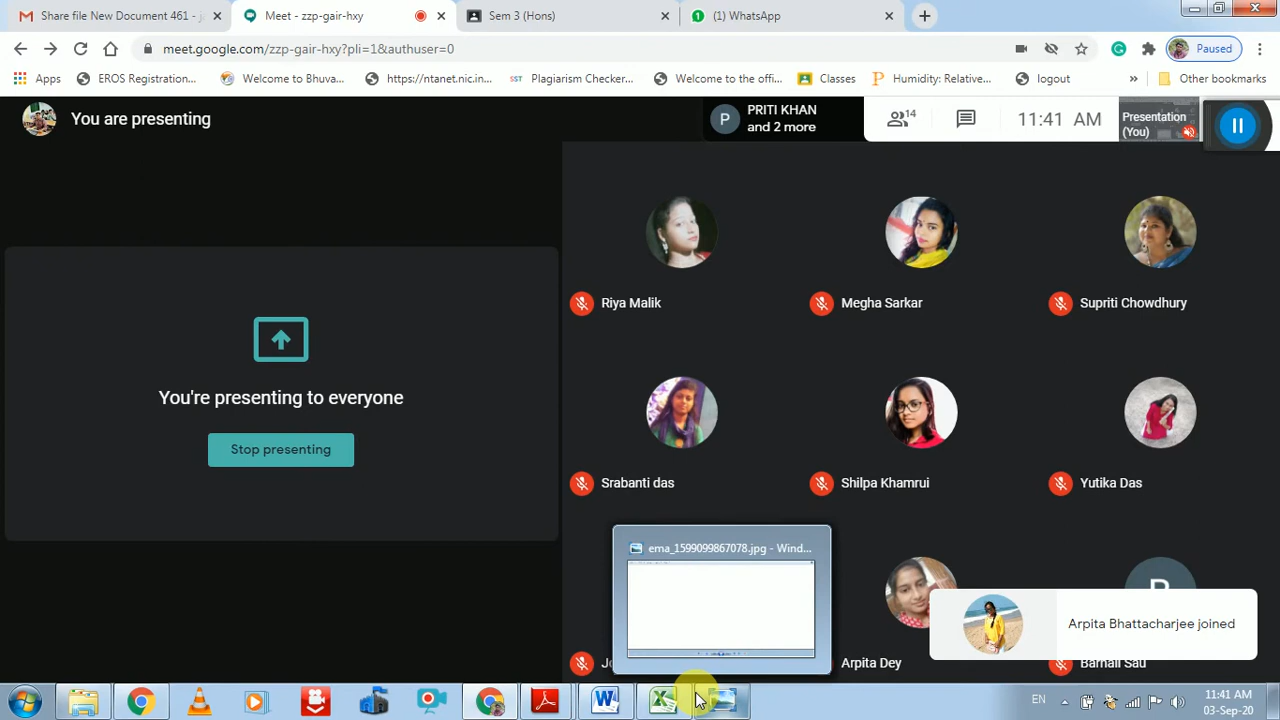 Share file New Document 461 - j
Meet - zzp-gair-hxy
Sem 3 (Hons)
(1) WhatsApp
meet.google.com/zzp-gair-hxy?pli=1&authuser=0
Paused
Apps
EROS Registration...
Welcome to Bhuva...
https://ntanet.nic.in...
SST
Plagiarism Checker...
Welcome to the offi...
Classes
Humidity: Relative...
logout
»
Other bookmarks
You are presenting
P
PRITI KHAN
and 2 more
14
11:41 AM
Presentation
(You)
Riya Malik
Megha Sarkar
Supriti Chowdhury
You're presenting to everyone
Stop presenting
Srabanti das
Shilpa Khamrui
Yutika Das
ema_1599099867078.jpg - Wind...
Arpita Bhattacharjee joined
Arpita Dey
Barnali Sau
EN
11:41 AM
03-Sep-20